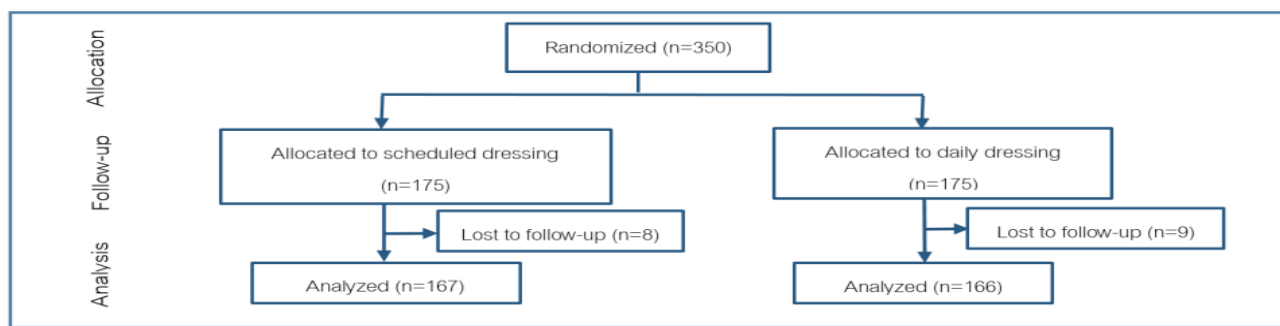 Allocation
Randomized (n=350)
Follow-up
Allocated to scheduled dressing
(n=175)
Allocated to daily dressing
(n=175)
Lost to follow-up (n=8)
Lost to follow-up (n=9)
Analysis
Analyzed (n=167)
Analyzed (n=166)